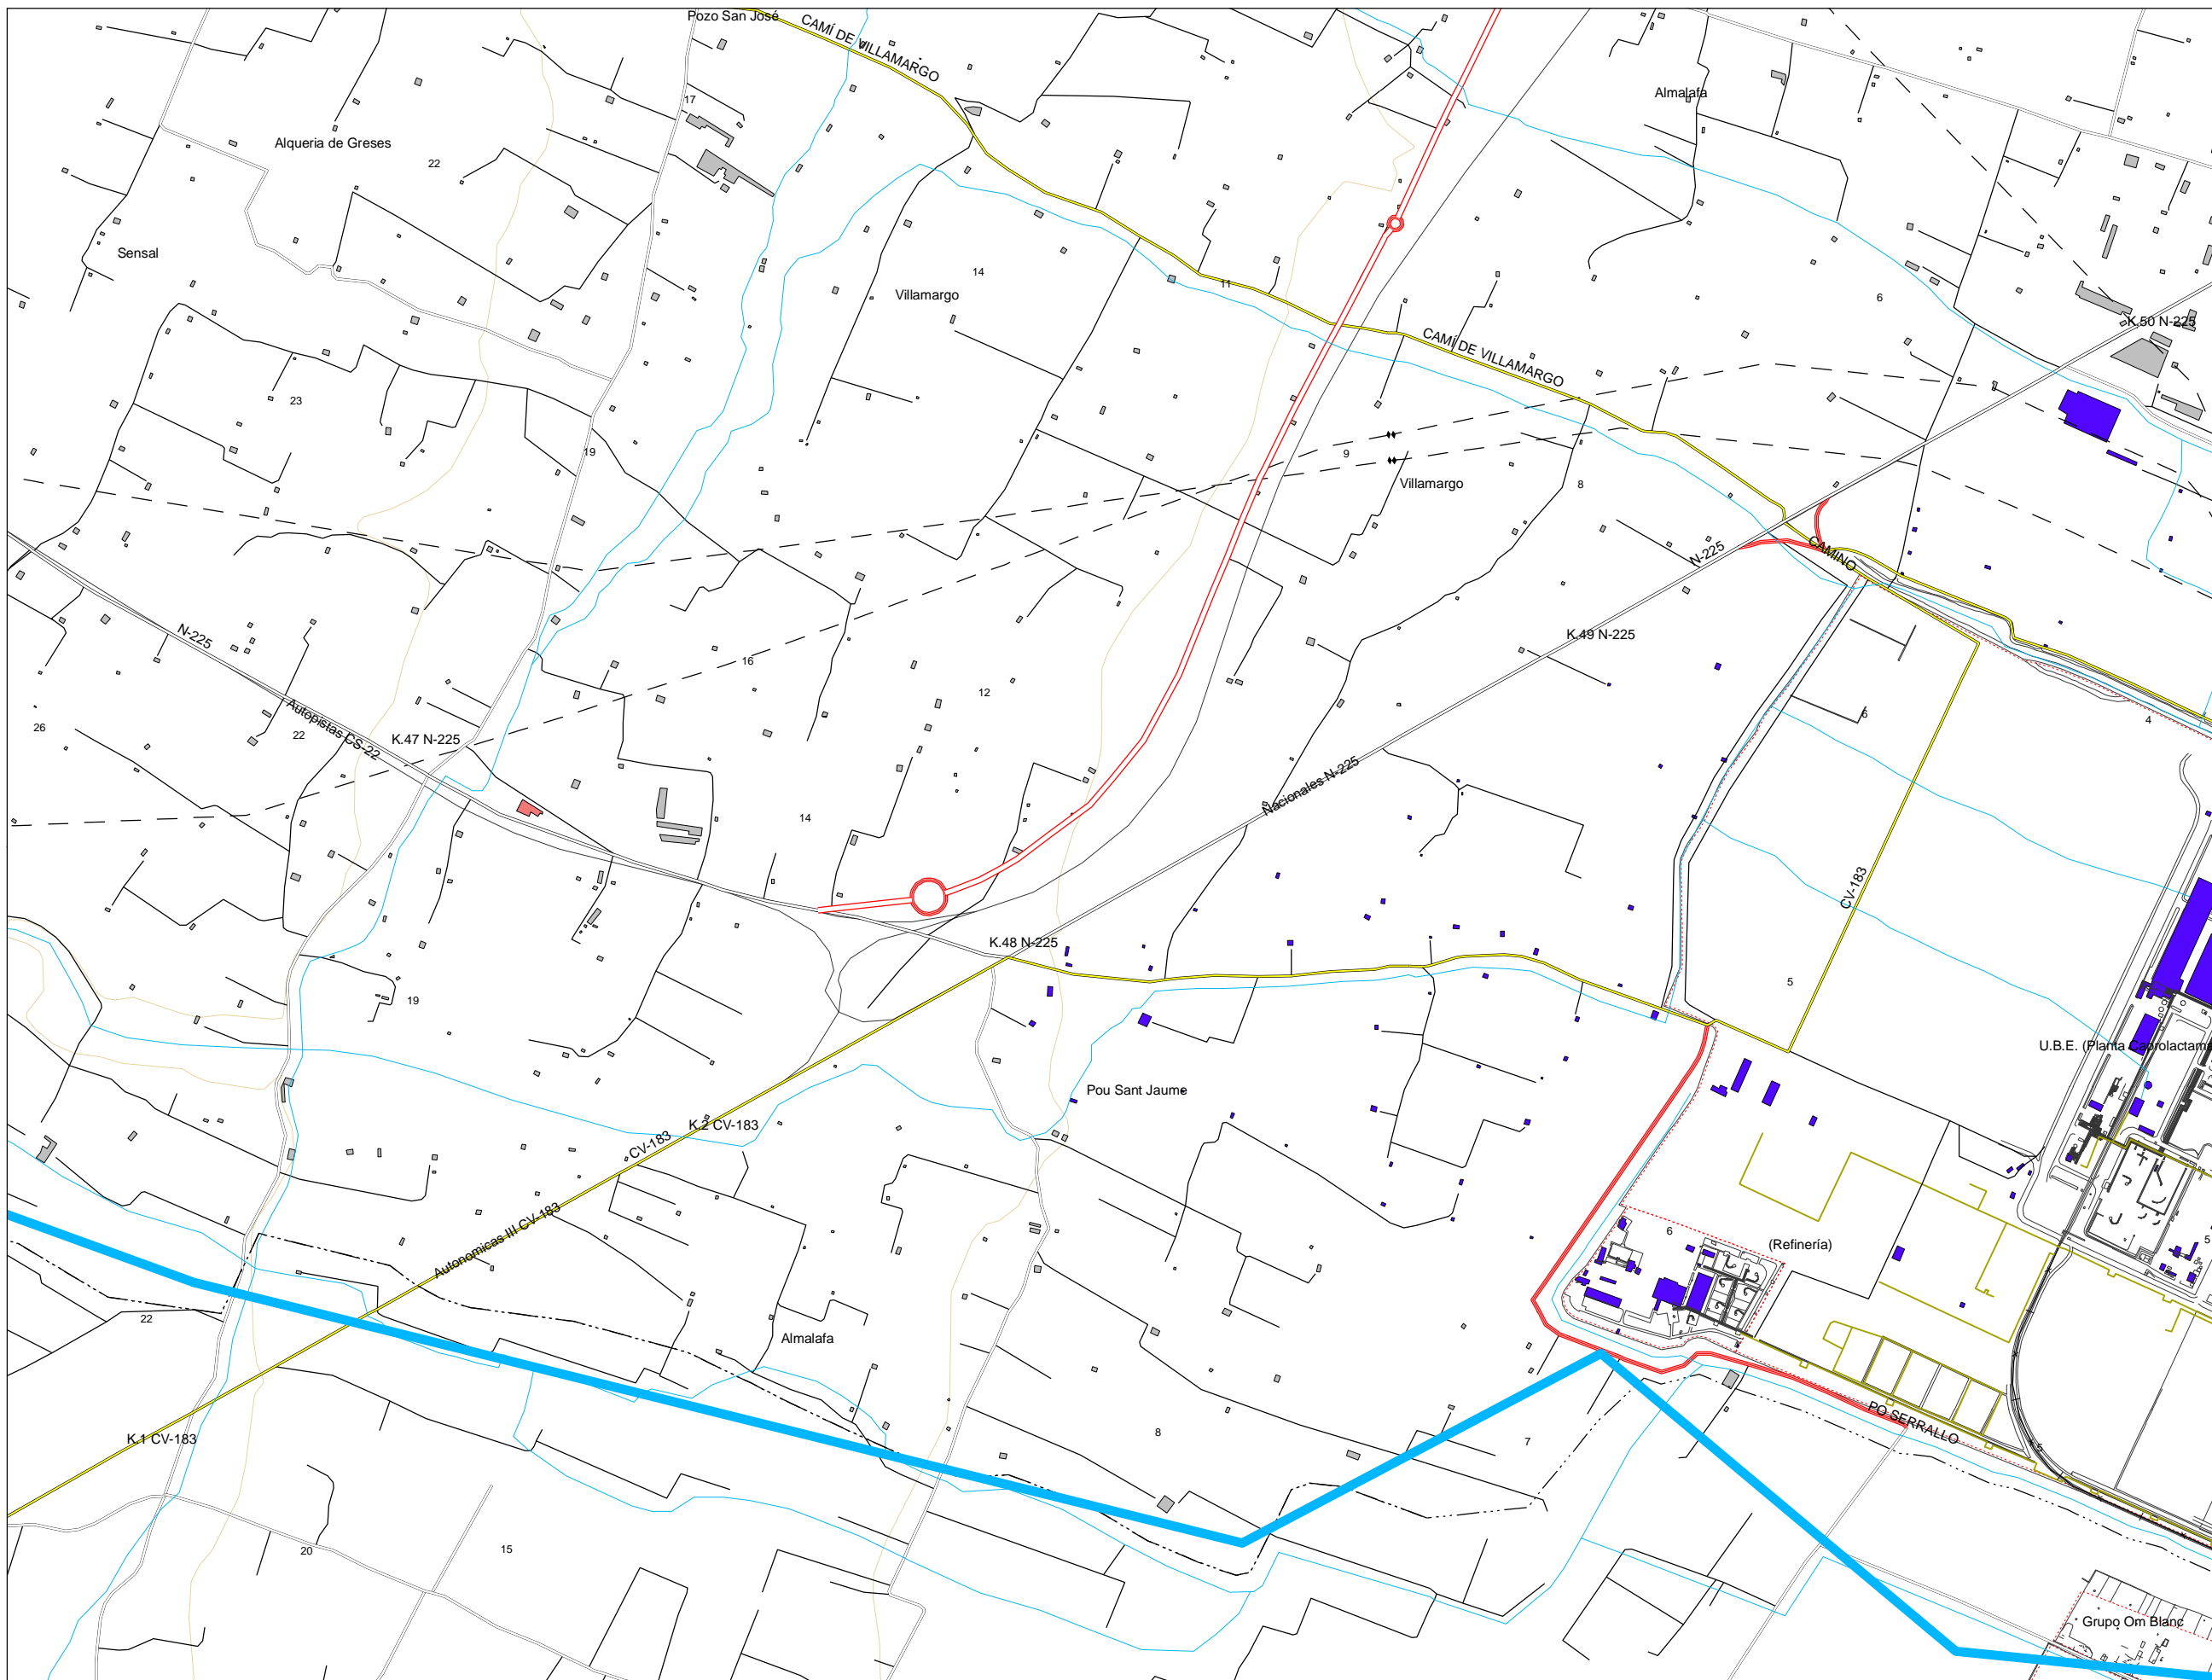 Pozo San José
CAMÍ DE VILLAMARGO
17
Almalafa
Alqueria de Greses
22
Sensal
14
11
Villamargo
6
K.50 N-225
CAMÍ DE VILLAMARGO
23
19
9
Villamargo
8
N-225
CAMINO
K.49 N-225
N-225
16
12
26
Autopistas CS-22
22
K.47 N-225
6
4
Nacionales N-225
14
CV-183
K.48 N-225
5
19
U.B.E. (Planta Caprolactama
Pou Sant Jaume
K.2 CV-183
CV-183
Autonomicas III CV-183
6
(Refinería)
5
22
Almalafa
K.1 CV-183
8
7
PO SERRALLO
5
20
15
Grupo Om Blanc